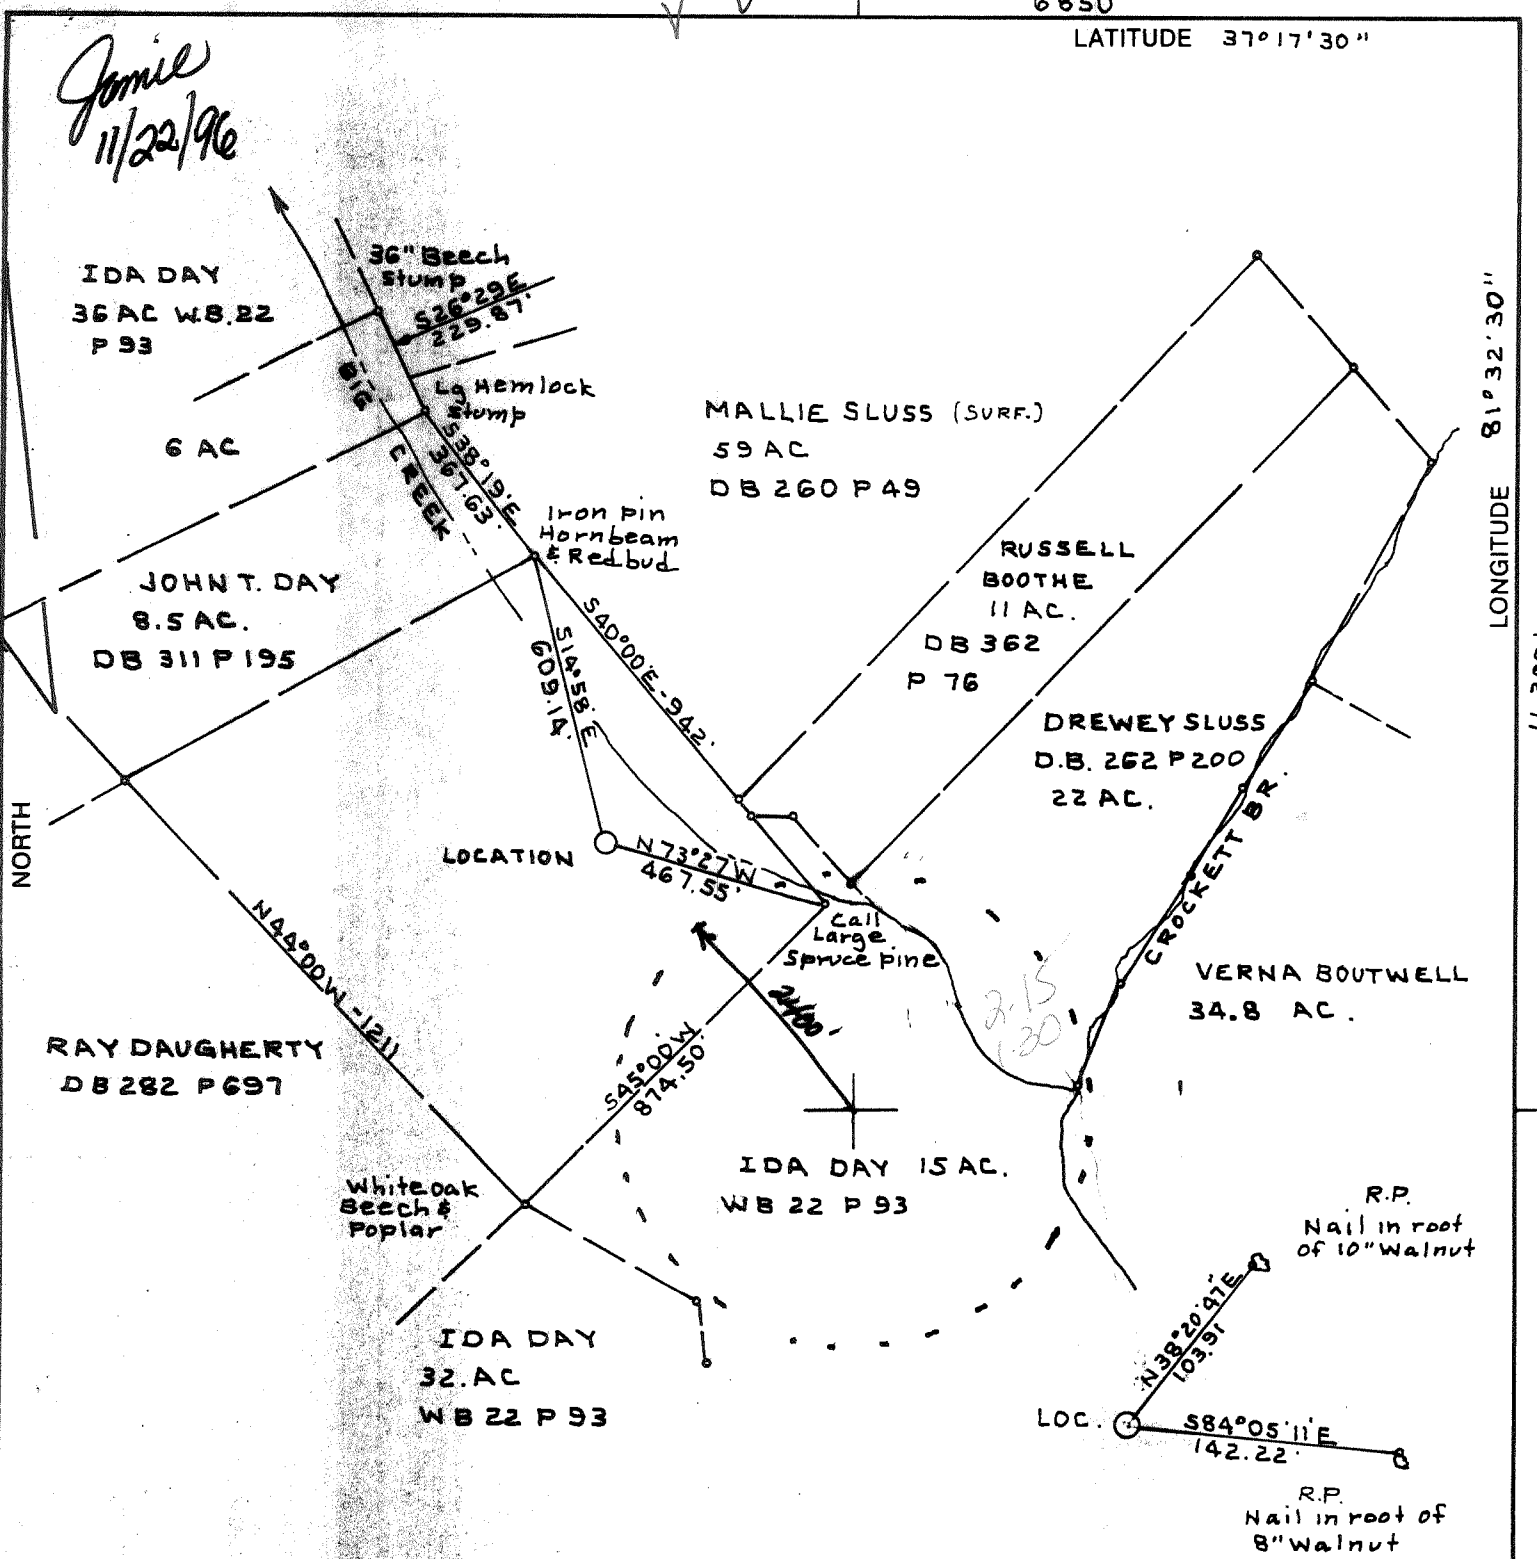 6850
LATITUDE 37°17'30"
Jamie
11/22/96
IDA DAY
36 AC W.B.22
P 93
36" Beech
Stump
S26°29E
229.87'
BIG
CREEK
Lg Hemlock
Stump
6 AC
S38°19'E
367.63'
MALLIE SLUSS (SURF.)
59 AC
DB 260 P 49
81°32'30"
LONGITUDE
Iron pin
Hornbeam
& Redbud
RUSSELL
BOOTHE
11 AC.
DB 362
P 76
JOHN T. DAY
8.5 AC.
DB 311 P 195
S14°58'E
609.14'
S40°00'E-942'
DREWEY SLUSS
D.B. 262 P 200
22 AC.
NORTH
LOCATION
N73°27'W
467.55'
CROCKETT BR.
Call
Large
Spruce pine
N44°00'W-1211
2400'
2.15
VERNA BOUTWELL
34.8 AC.
RAY DAUGHERTY
DB 282 P 697
S45°00'W
874.50'
IDA DAY 15 AC.
WB 22 P 93
White oak
Beech &
Poplar
R.P.
Nail in root
of 10" Walnut
IDA DAY
32. AC
WB 22 P 93
N38°20'47"E
103.91
LOC.
S84°05'11"E
142.22'
R.P.
Nail in root of
8" Walnut